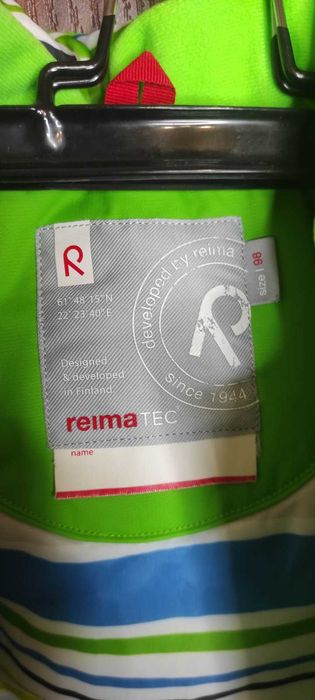 R
61° 48' 15"N
22° 23' 40"E
developed by reima
R
since 1944
Designed
& developed
in Finland
reimaTEC
name
size | 98